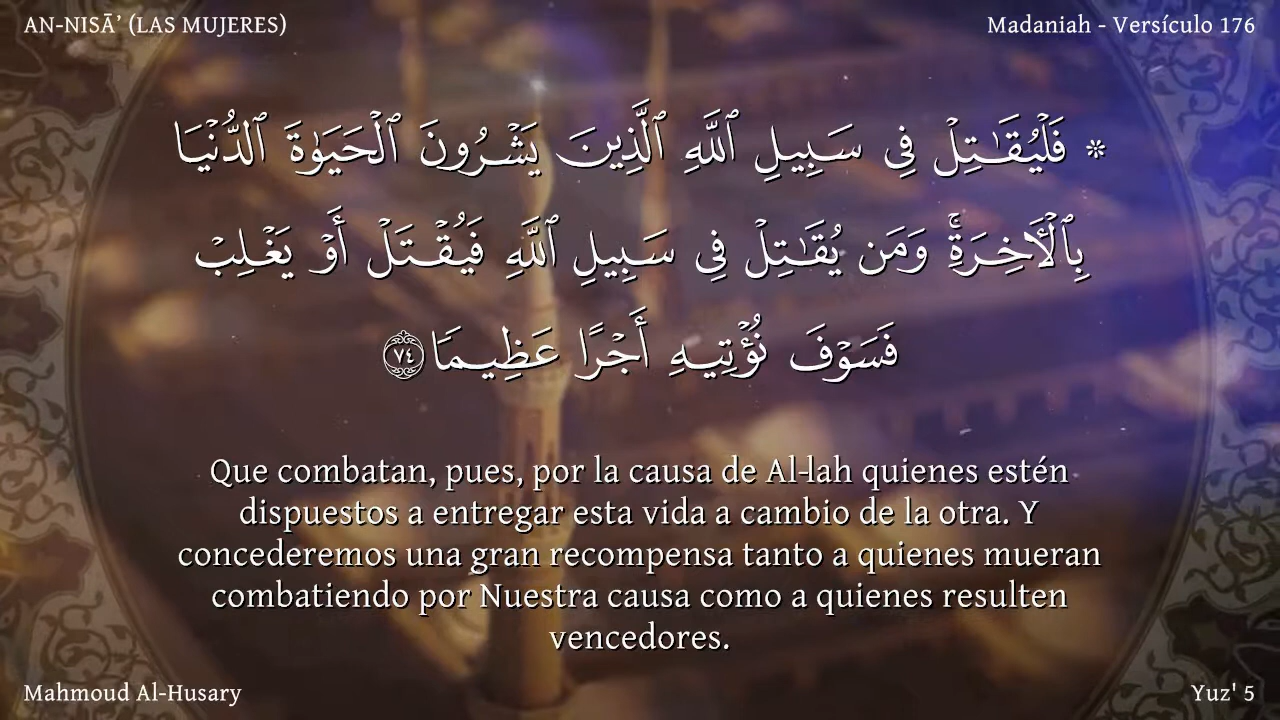 AN-NISĀ’ (LAS MUJERES)
Madaniah - Versículo 176
۞ فَلْيُقَـٰتِلْ فِى سَبِيلِ ٱللَّهِ ٱلَّذِينَ يَشْرُونَ ٱلْحَيَوٰةَ ٱلدُّنْيَا
بِٱلْـَٔاخِرَةِ ۚ وَمَن يُقَـٰتِلْ فِى سَبِيلِ ٱللَّهِ فَيُقْتَلْ أَوْ يَغْلِبْ
فَسَوْفَ نُؤْتِيهِ أَجْرًا عَظِيمًا ٧٤
Que combatan, pues, por la causa de Al-lah quienes estén
dispuestos a entregar esta vida a cambio de la otra. Y
concederemos una gran recompensa tanto a quienes mueran
combatiendo por Nuestra causa como a quienes resulten
vencedores.
Mahmoud Al-Husary
Yuz' 5